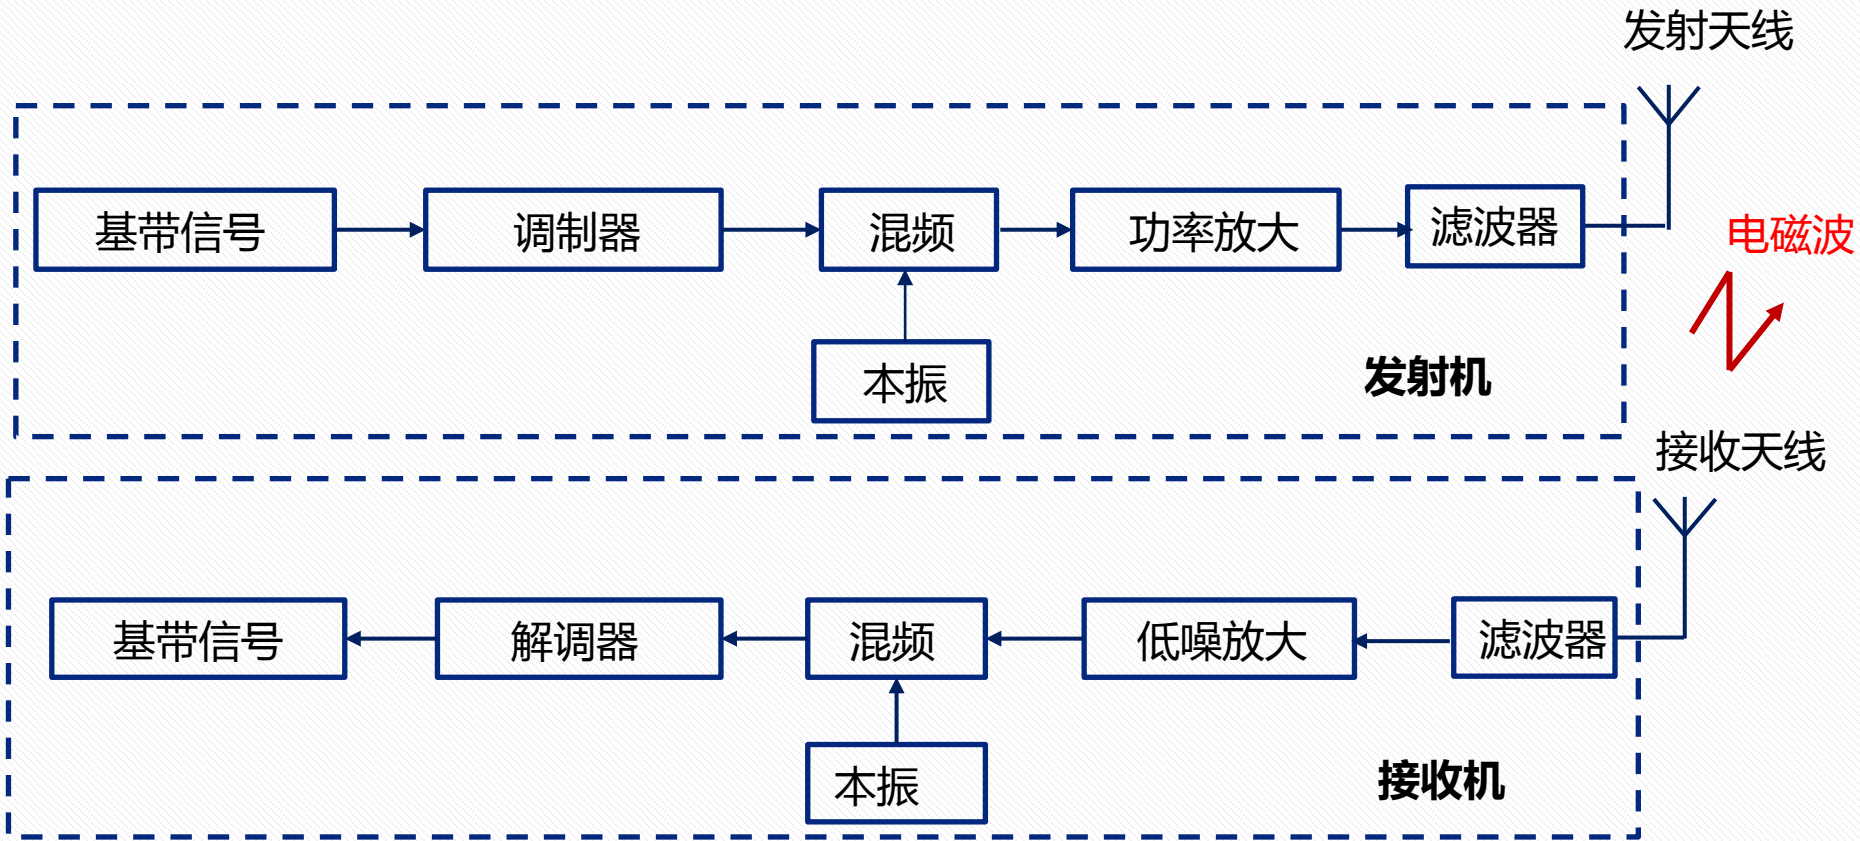 发射天线
基带信号
调制器
混频
功率放大
滤波器
电磁波
本振
发射机
接收天线
基带信号
解调器
混频
低噪放大
滤波器
本振
接收机